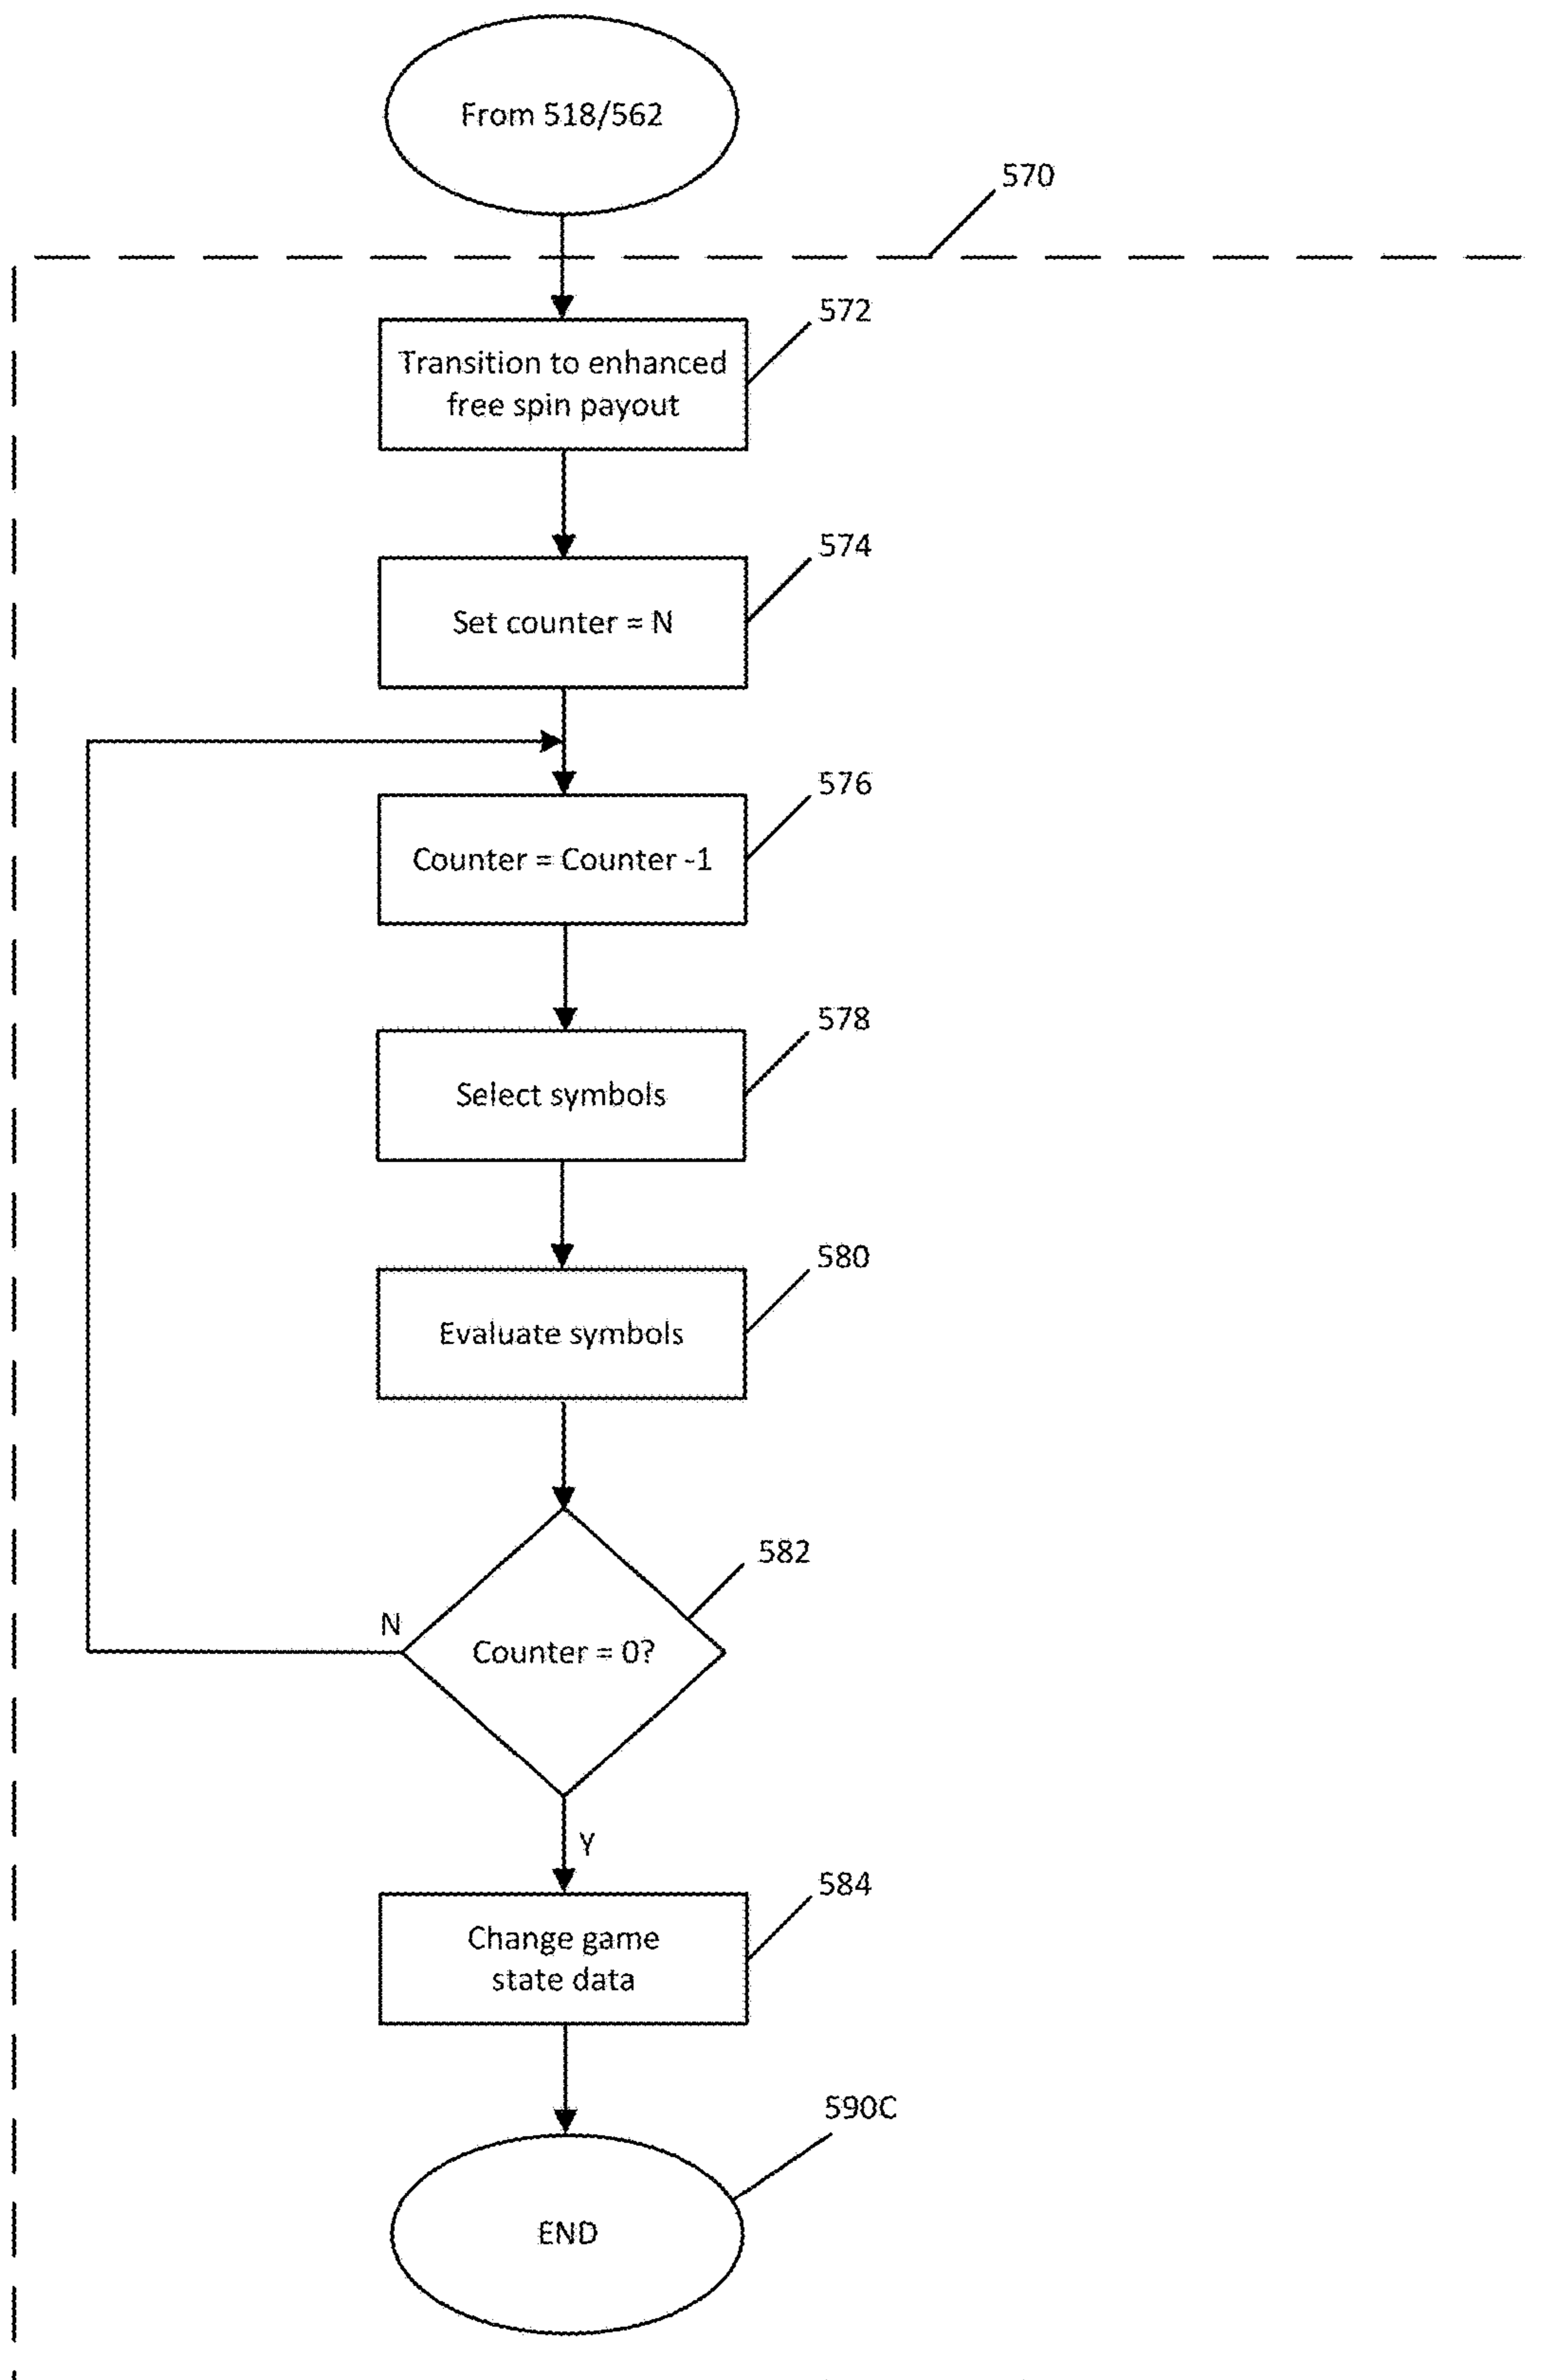 From 518/562
570
572
Transition to enhanced
free spin payout
574
Set counter = N
576
Counter = Counter -1
578
Select symbols
580
Evaluate symbols
582
N
Counter = 0?
Y
584
Change game
state data
590C
END